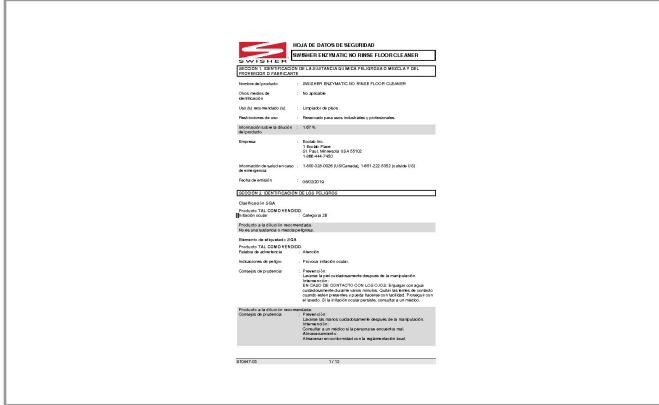 SWISHER
HOJA DE DATOS DE SEGURIDAD
SWISHER ENZYMATIC NO RINSE FLOOR CLEANER
SECCIÓN 1. IDENTIFICACIÓN DE LA SUSTANCIA QUÍMICA PELIGROSA O MEZCLA Y DEL
PROVEEDOR O FABRICANTE
Nombre del producto : SWISHER ENZYMATIC NO RINSE FLOOR CLEANER
Otros medios de : No aplicable
identificación
Uso (s) recomendado (s) : Limpiador de pisos
Restricciones de uso : Reservado para usos industriales y profesionales.
Información sobre la dilución : 1.67 %
del producto
Empresa : Ecolab Inc.
1 Ecolab Place
St. Paul, Minnesota USA 55102
1-866-444-7450
Información de salud en caso : 1-800-328-0026 (US/Canada), 1-651-222-5352 (outside US)
de emergencia
Fecha de emisión :
SECCIÓN 2. IDENTIFICACIÓN DE LOS PELIGROS
Clasificación SGA
Producto TAL COMO VENDIDO
Irritación ocular : Categoría 2B
Producto a la dilución recomendada:
No es una sustancia o mezcla peligrosa.
Elemento de etiquetado SGA
Producto TAL COMO VENDIDO
Palabra de advertencia : Atención
Indicaciones de peligro : Provoca irritación ocular.
Consejos de prudencia : Prevención:
Lavarse la piel cuidadosamente después de la manipulación.
Intervención:
EN CASO DE CONTACTO CON LOS OJOS: Enjuagar con agua
cuidadosamente durante varios minutos. Quitar las lentes de contacto
cuando estén presentes y pueda hacerse con facilidad. Proseguir con
el lavado. Si la irritación ocular persiste, consultar a un médico.
Producto a la dilución recomendada:
Consejos de prudencia : Prevención:
Lavarse las manos cuidadosamente después de la manipulación.
Intervención:
Consultar a un médico si la persona se encuentra mal.
Almacenamiento:
Almacenar en conformidad con la reglamentación local.
1 / 12